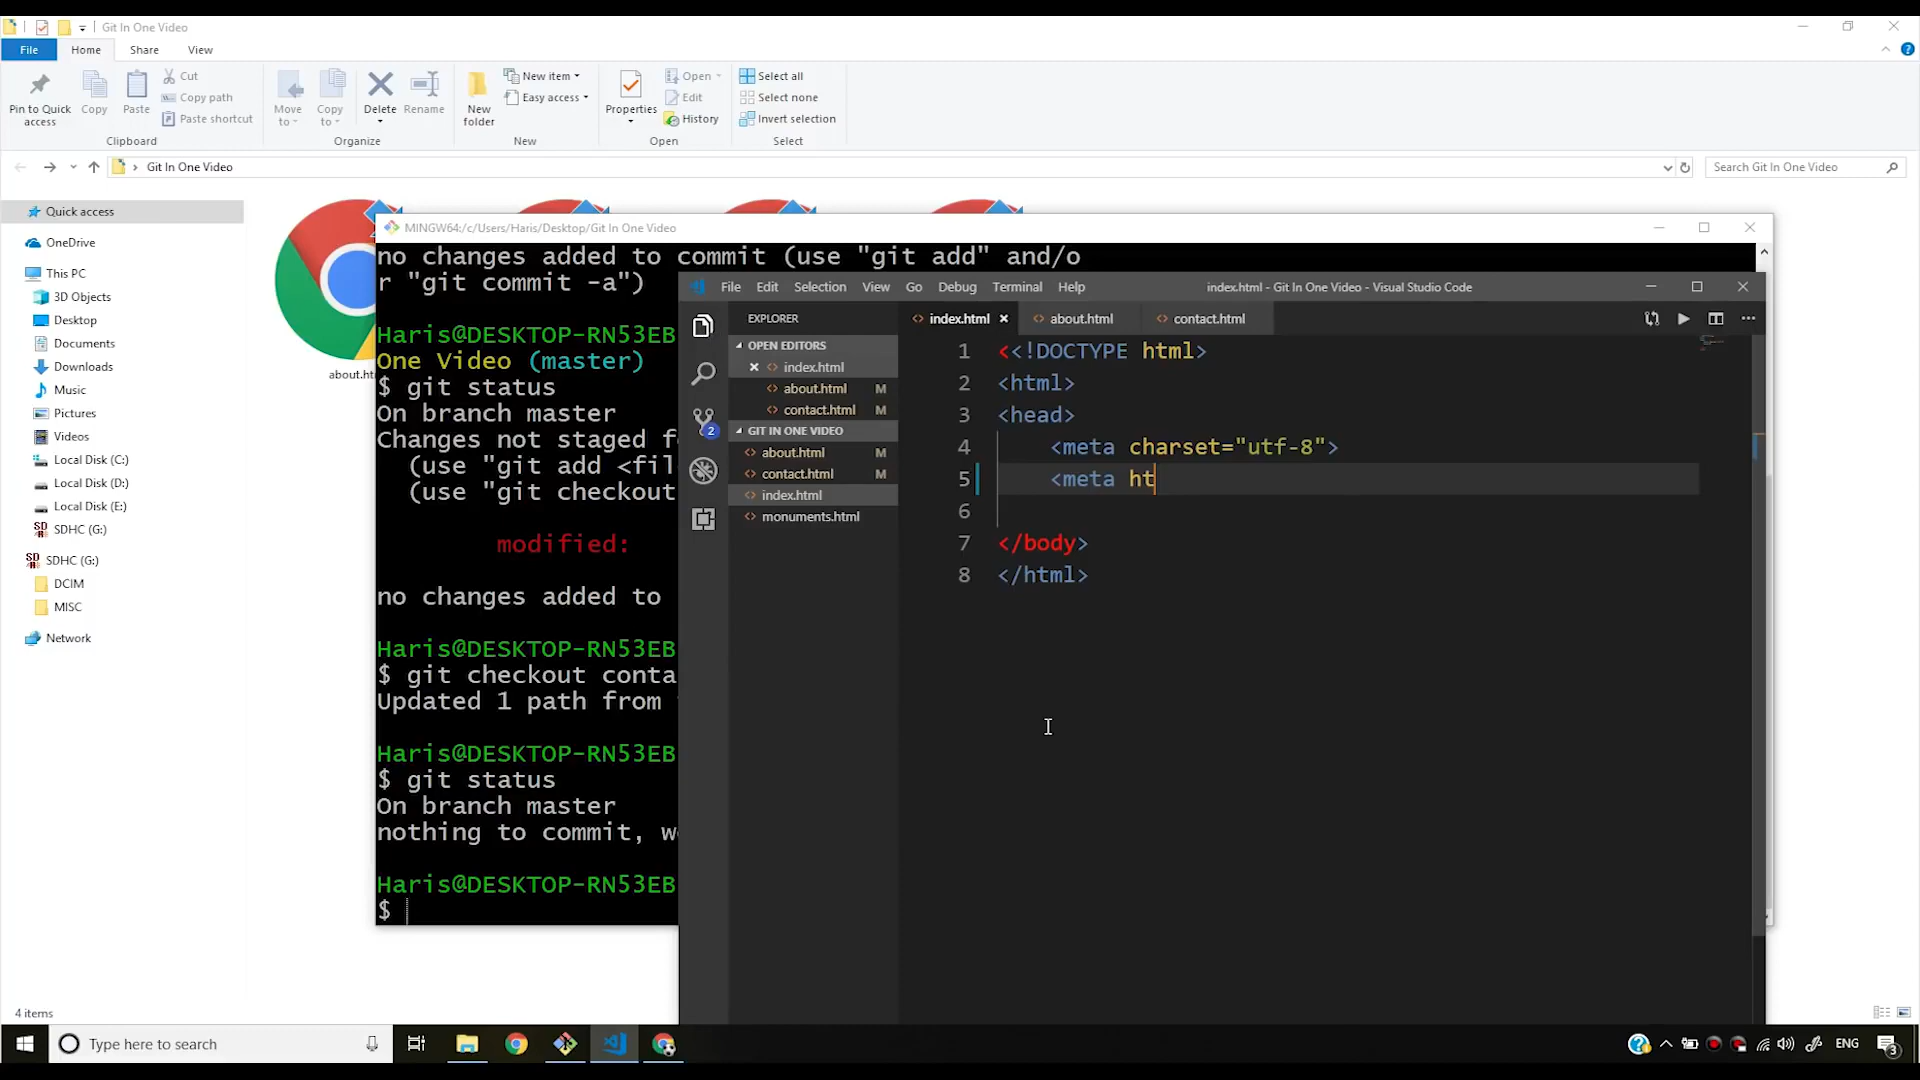 Git In One Video
File
Home
Share
View
Pin to Quick access
Copy
Paste
Cut
Copy path
Paste shortcut
Clipboard
Move to
Copy to
Delete
Rename
Organize
New folder
New item
Easy access
New
Properties
Open
Edit
History
Open
Select all
Select none
Invert selection
Select
Git In One Video
Search Git In One Video
Quick access
OneDrive
This PC
3D Objects
Desktop
Documents
Downloads
Music
Pictures
Videos
Local Disk (C:)
Local Disk (D:)
Local Disk (E:)
SDHC (G:)
SDHC (G:)
DCIM
MISC
Network
4 items
about.ht
MINGW64:/c/Users/Haris/Desktop/Git In One Video
no changes added to commit (use "git add" and/o
r "git commit -a")
Haris@DESKTOP-RN53EB
One Video (master)
$ git status
On branch master
Changes not staged f
(use "git add <fil
(use "git checkout
modified:
no changes added to
Haris@DESKTOP-RN53EB
$ git checkout conta
Updated 1 path from
Haris@DESKTOP-RN53EB
$ git status
On branch master
nothing to commit, w
Haris@DESKTOP-RN53EB
$
File Edit Selection View Go Debug Terminal Help
index.html - Git In One Video - Visual Studio Code
EXPLORER
OPEN EDITORS
index.html
about.html M
contact.html M
GIT IN ONE VIDEO
about.html M
contact.html M
index.html
monuments.html
2
index.html
about.html
contact.html
1 <<!DOCTYPE html>
2 <html>
3 <head>
4 <meta charset="utf-8">
5 <meta ht
6
7 </body>
8 </html>
Type here to search
ENG
3